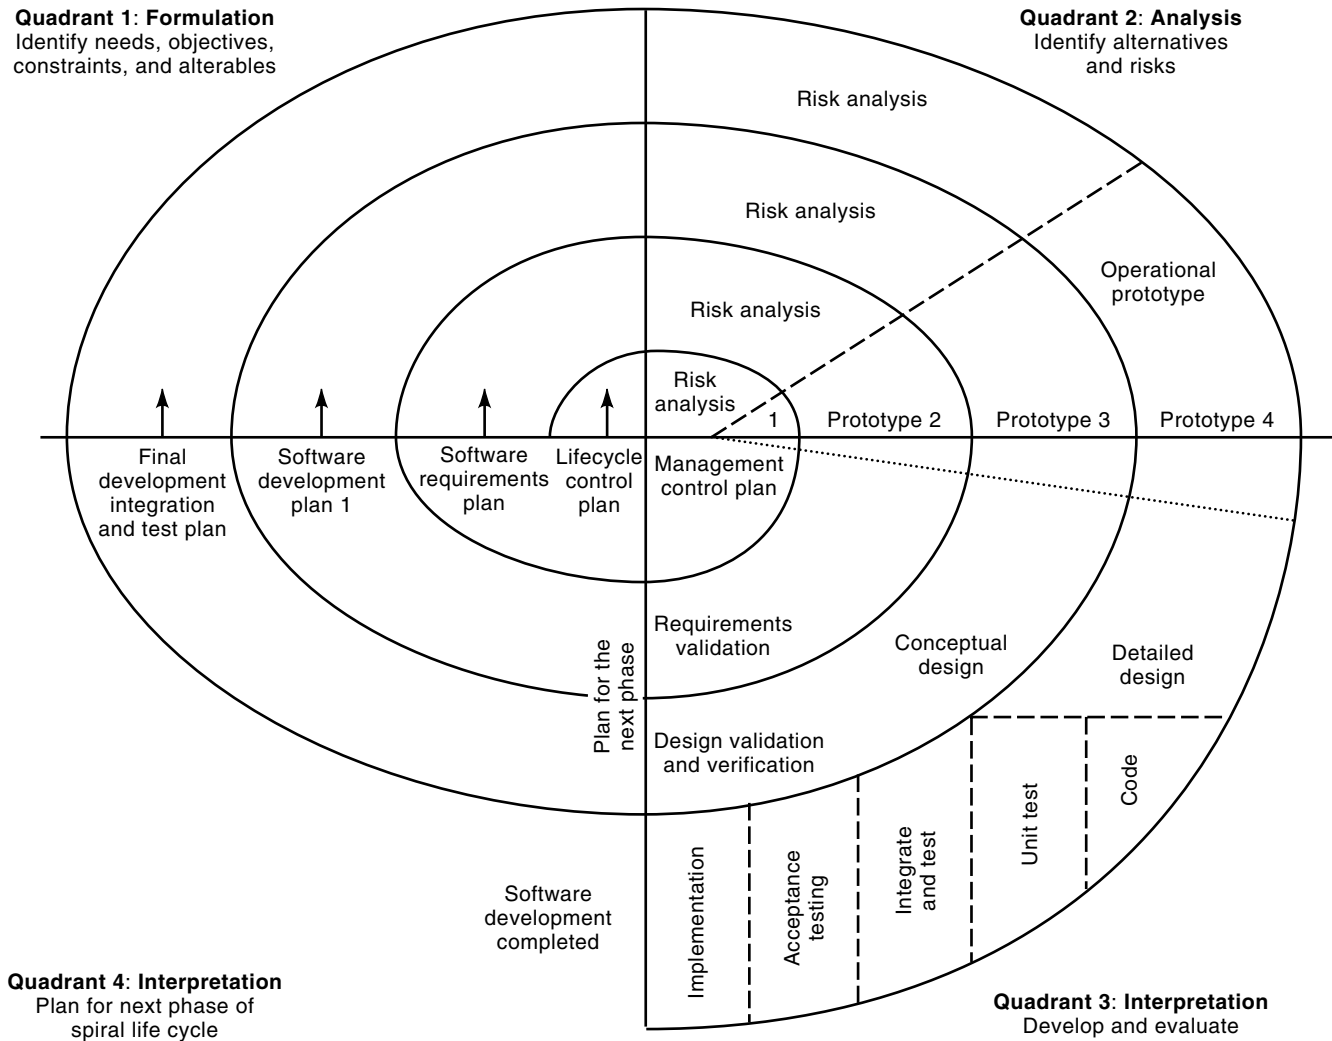 Quadrant 1: Formulation
Identify needs, objectives,
constraints, and alterables
Quadrant 2: Analysis
Identify alternatives
and risks
Risk analysis
Risk analysis
Operational
prototype
Risk analysis
Risk
analysis
1
Prototype 2
Prototype 3
Prototype 4
Final
development
integration
and test plan
Software
development
plan 1
Software
requirements
plan
Lifecycle
control
plan
Management
control plan
Requirements
validation
Conceptual
design
Detailed
design
Plan for the
next phase
Design validation
and verification
Implementation
Acceptance
testing
Integrate
and test
Unit test
Code
Software
development
completed
Quadrant 4: Interpretation
Plan for next phase of
spiral life cycle
Quadrant 3: Interpretation
Develop and evaluate